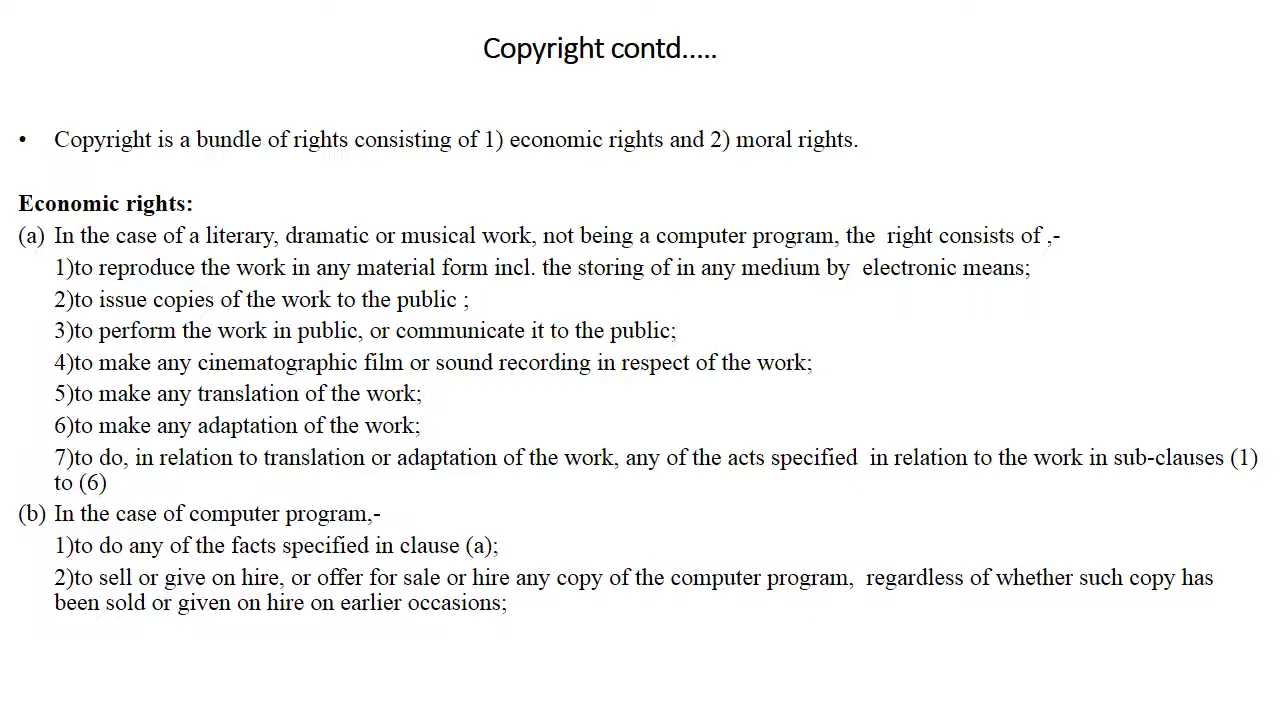 Copyright contd.....
• Copyright is a bundle of rights consisting of 1) economic rights and 2) moral rights.
Economic rights:
(a) In the case of a literary, dramatic or musical work, not being a computer program, the  right consists of ,-
1)to reproduce the work in any material form incl. the storing of in any medium by  electronic means;
2)to issue copies of the work to the public ;
3)to perform the work in public, or communicate it to the public;
4)to make any cinematographic film or sound recording in respect of the work;
5)to make any translation of the work;
6)to make any adaptation of the work;
7)to do, in relation to translation or adaptation of the work, any of the acts specified  in relation to the work in sub-clauses (1)
to (6)
(b) In the case of computer program,-
1)to do any of the facts specified in clause (a);
2)to sell or give on hire, or offer for sale or hire any copy of the computer program,  regardless of whether such copy has
been sold or given on hire on earlier occasions;